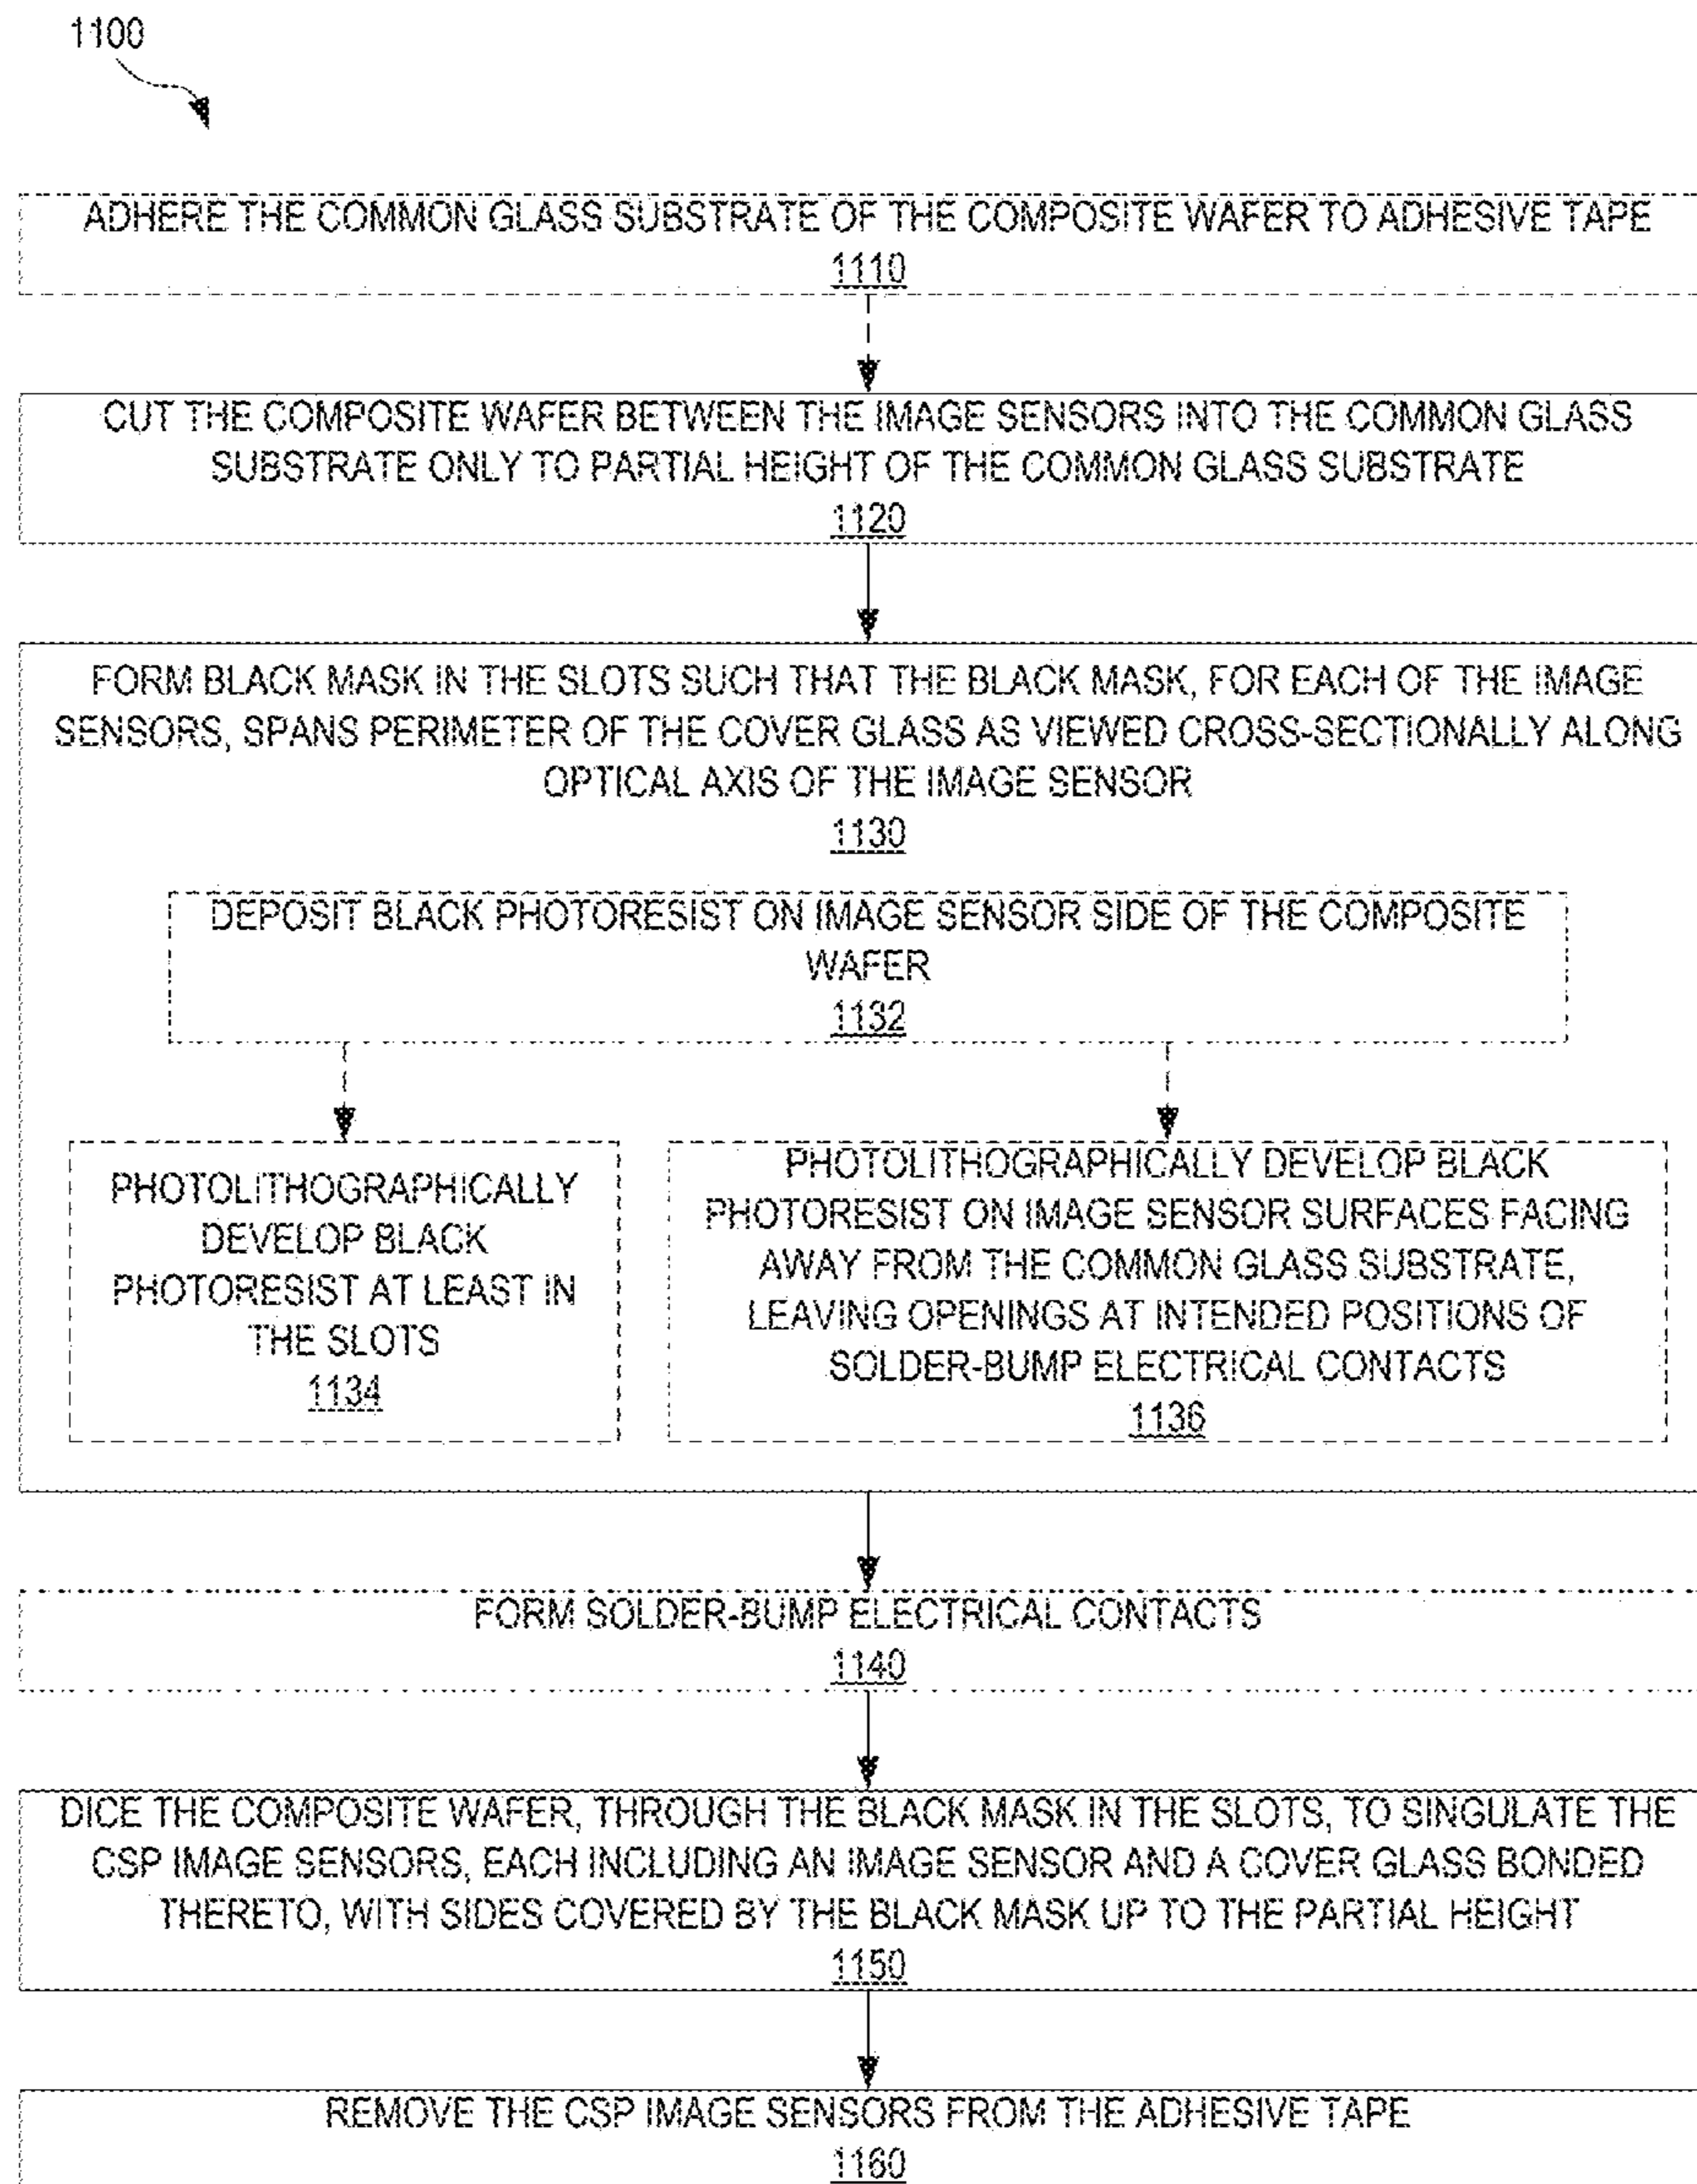 1100
ADHERE THE COMMON GLASS SUBSTRATE OF THE COMPOSITE WAFER TO ADHESIVE TAPE
1110
CUT THE COMPOSITE WAFER BETWEEN THE IMAGE SENSORS INTO THE COMMON GLASS
SUBSTRATE ONLY TO PARTIAL HEIGHT OF THE COMMON GLASS SUBSTRATE
1120
FORM BLACK MASK IN THE SLOTS SUCH THAT THE BLACK MASK, FOR EACH OF THE IMAGE
SENSORS, SPANS PERIMETER OF THE COVER GLASS AS VIEWED CROSS-SECTIONALLY ALONG
OPTICAL AXIS OF THE IMAGE SENSOR
1130
DEPOSIT BLACK PHOTORESIST ON IMAGE SENSOR SIDE OF THE COMPOSITE
WAFER
1132
PHOTOLITHOGRAPHICALLY
DEVELOP BLACK
PHOTORESIST AT LEAST IN
THE SLOTS
1134
PHOTOLITHOGRAPHICALLY DEVELOP BLACK
PHOTORESIST ON IMAGE SENSOR SURFACES FACING
AWAY FROM THE COMMON GLASS SUBSTRATE,
LEAVING OPENINGS AT INTENDED POSITIONS OF
SOLDER-BUMP ELECTRICAL CONTACTS
1136
FORM SOLDER-BUMP ELECTRICAL CONTACTS
1140
DICE THE COMPOSITE WAFER, THROUGH THE BLACK MASK IN THE SLOTS, TO SINGULATE THE
CSP IMAGE SENSORS, EACH INCLUDING AN IMAGE SENSOR AND A COVER GLASS BONDED
THERETO, WITH SIDES COVERED BY THE BLACK MASK UP TO THE PARTIAL HEIGHT
1150
REMOVE THE CSP IMAGE SENSORS FROM THE ADHESIVE TAPE
1160